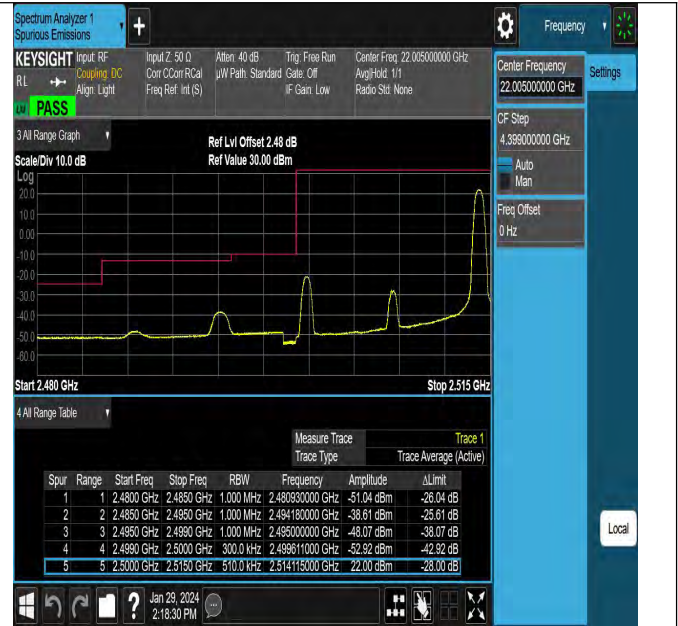 Spectrum Analyzer 1
Spurious Emissions
Frequency
KEYSIGHT Input: RF Input Z: 50 Ω Atten: 40 dB Trig: Free Run Center Freq: 22.005000000 GHz
RL Coupling: DC Corr CCorr RCal µW Path: Standard Gate: Off Avg|Hold: 1/1
Align: Light Freq Ref: Int (S) IF Gain: Low Radio Std: None
PASS
Center Frequency
22.005000000 GHz
Settings
CF Step
4.399000000 GHz
Auto
Man
Freq Offset
0 Hz
3 All Range Graph
Ref Lvl Offset 2.48 dB
Scale/Div 10.0 dB Ref Value 30.00 dBm
Log
20.0
10.0
0.00
-10.0
-20.0
-30.0
-40.0
-50.0
-60.0
Start 2.480 GHz Stop 2.515 GHz
4 All Range Table
Measure Trace Trace 1
Trace Type Trace Average (Active)
Spur Range Start Freq Stop Freq RBW Frequency Amplitude ΔLimit
1 1 2.4800 GHz 2.4850 GHz 1.000 MHz 2.480930000 GHz -51.04 dBm -26.04 dB
2 2 2.4850 GHz 2.4950 GHz 1.000 MHz 2.494180000 GHz -38.61 dBm -25.61 dB
3 3 2.4950 GHz 2.4990 GHz 1.000 MHz 2.495000000 GHz -48.07 dBm -38.07 dB
4 4 2.4990 GHz 2.5000 GHz 300.0 kHz 2.499611000 GHz -52.92 dBm -42.92 dB
5 5 2.5000 GHz 2.5150 GHz 510.0 kHz 2.514115000 GHz 22.00 dBm -28.00 dB
Local
? Jan 29, 2024
2:18:30 PM